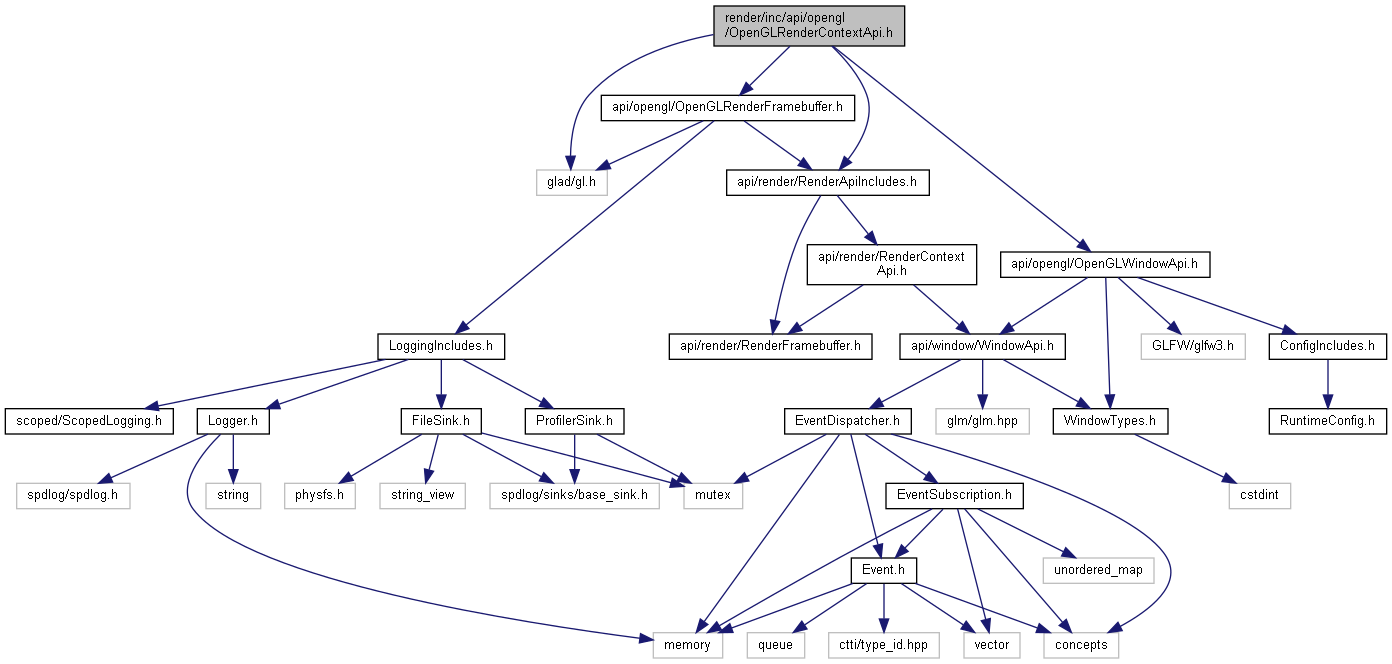 render/inc/api/opengl
/OpenGLRenderContextApi.h
api/opengl/OpenGLRenderFramebuffer.h
glad/gl.h
api/render/RenderApiIncludes.h
api/render/RenderContext
Api.h
api/opengl/OpenGLWindowApi.h
LoggingIncludes.h
api/render/RenderFramebuffer.h
api/window/WindowApi.h
GLFW/glfw3.h
ConfigIncludes.h
scoped/ScopedLogging.h
Logger.h
FileSink.h
ProfilerSink.h
EventDispatcher.h
glm/glm.hpp
WindowTypes.h
RuntimeConfig.h
spdlog/spdlog.h
string
physfs.h
string_view
spdlog/sinks/base_sink.h
mutex
EventSubscription.h
cstdint
Event.h
unordered_map
memory
queue
ctti/type_id.hpp
vector
concepts